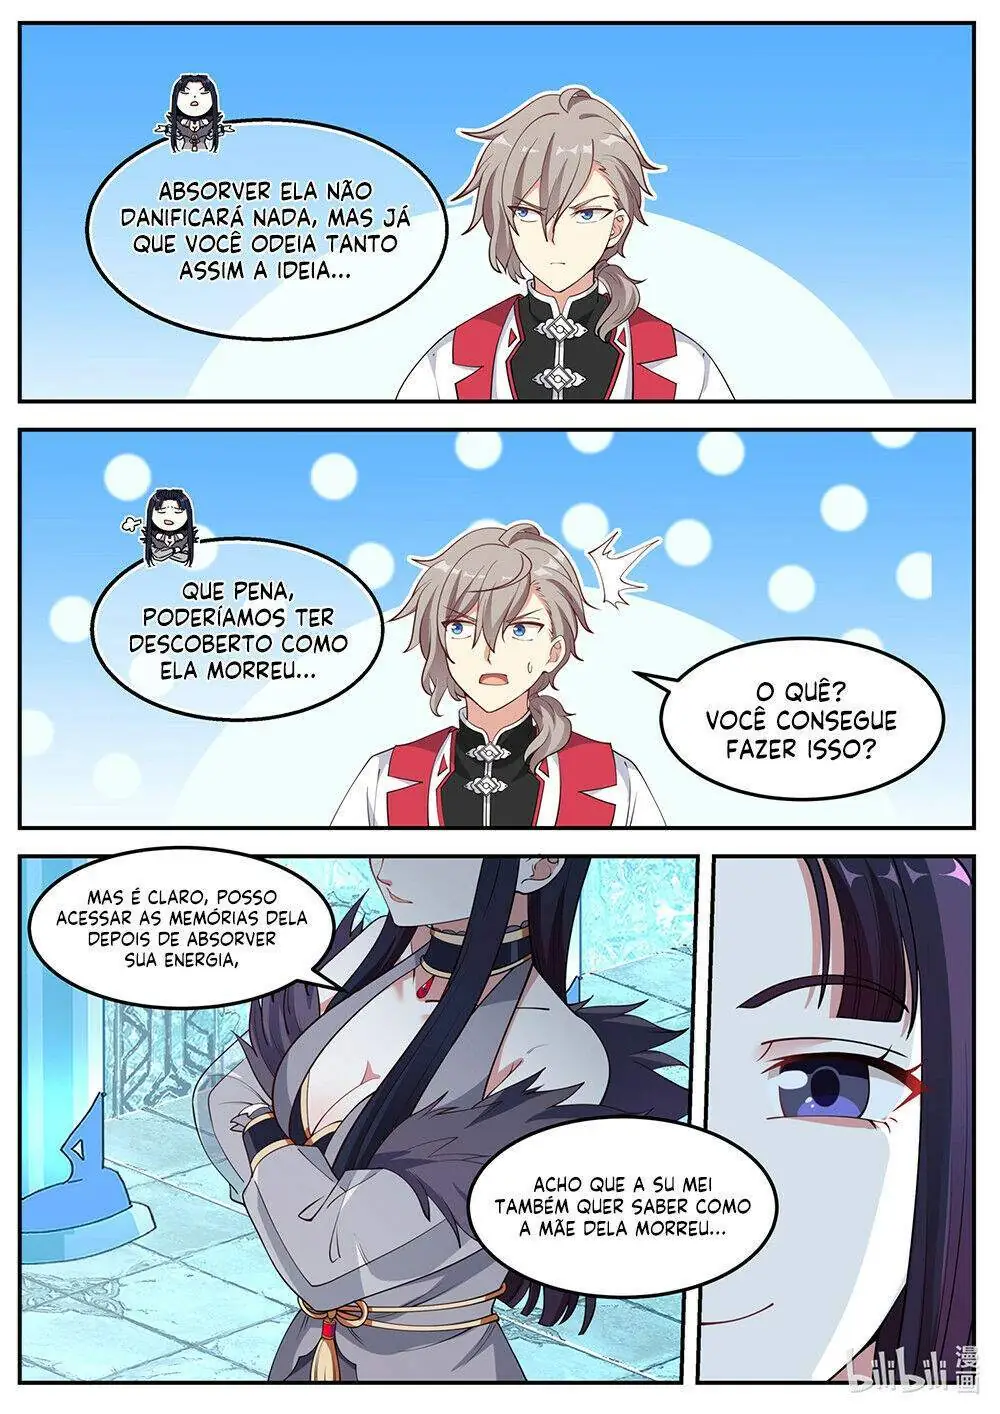 ABSORVER ELA NÃO
DANIFICARÁ NADA, MAS JÁ
QUE VOCÊ ODEIA TANTO
ASSIM A IDEIA...
QUE PENA,
PODERÍAMOS TER
DESCOBERTO COMO
ELA MORREU...
O QUÊ?
VOCÊ CONSEGUE
FAZER ISSO?
MAS É CLARO, POSSO
ACESSAR AS MEMÓRIAS DELA
DEPOIS DE ABSORVER
SUA ENERGIA,
ACHO QUE A SU MEI
TAMBÉM QUER SABER COMO
A MÃE DELA MORREU...
bilibili 漫画